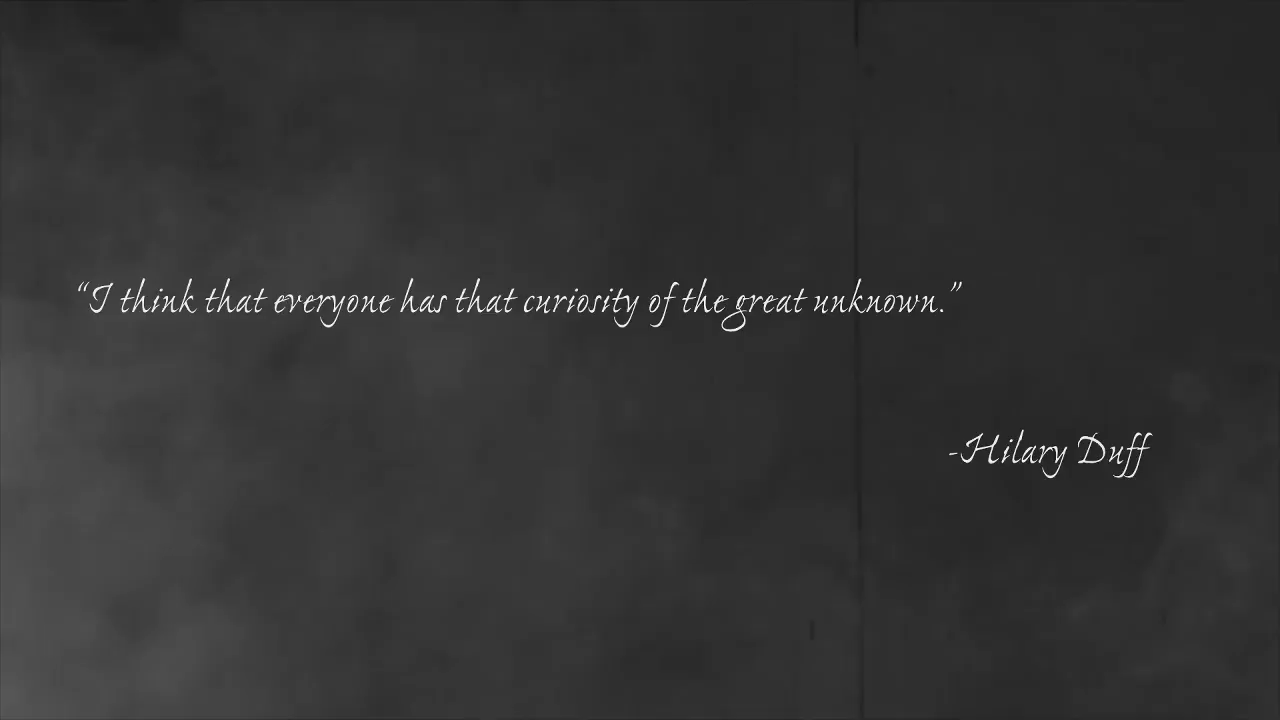 “I think that everyone has that curiosity of the great unknown.”
-Hilary Duff